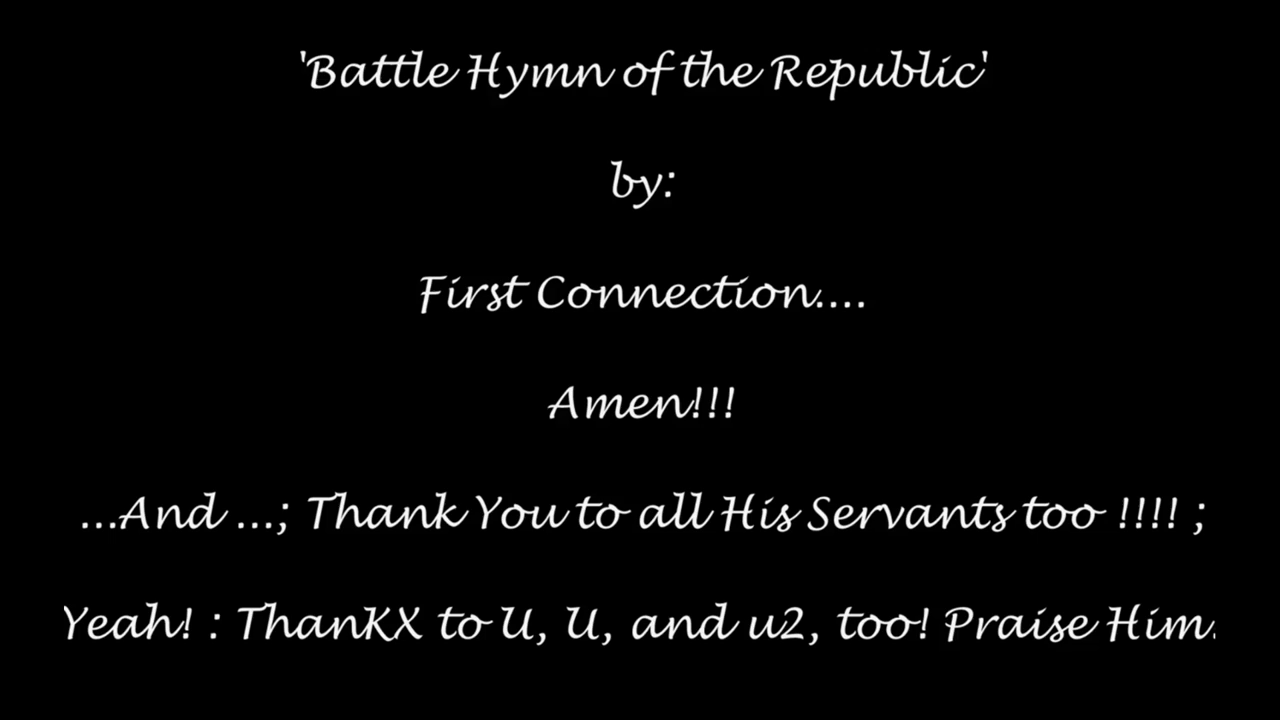 'Battle Hymn of the Republic'
by:
First Connection....
Amen!!!
...And ...; Thank You to all His Servants too !!!! ;
Yeah! : ThanKX to U, U, and u2, too! Praise Him.